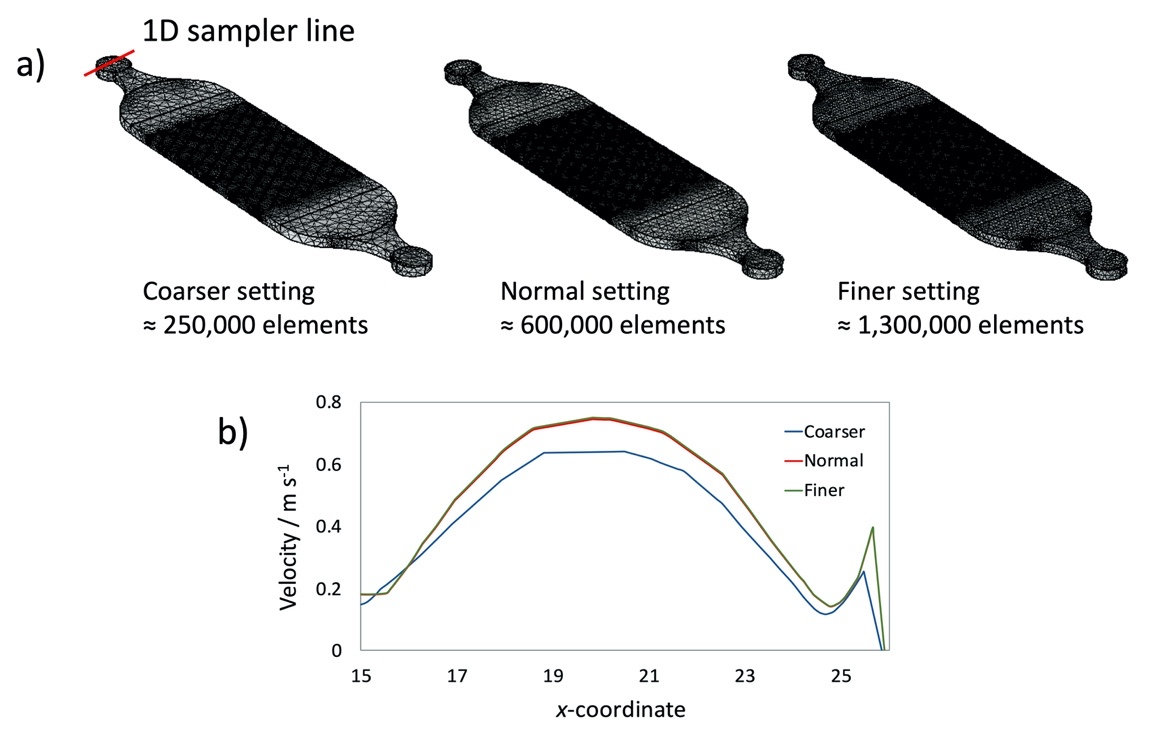 1D sampler line
a)
Coarser setting
≈ 250,000 elements
Normal setting
≈ 600,000 elements
Finer setting
≈ 1,300,000 elements
b)
Velocity / m s⁻¹
0.8
0.6
0.4
0.2
0
Coarser
Normal
Finer
15 17 19 21 23 25
x-coordinate